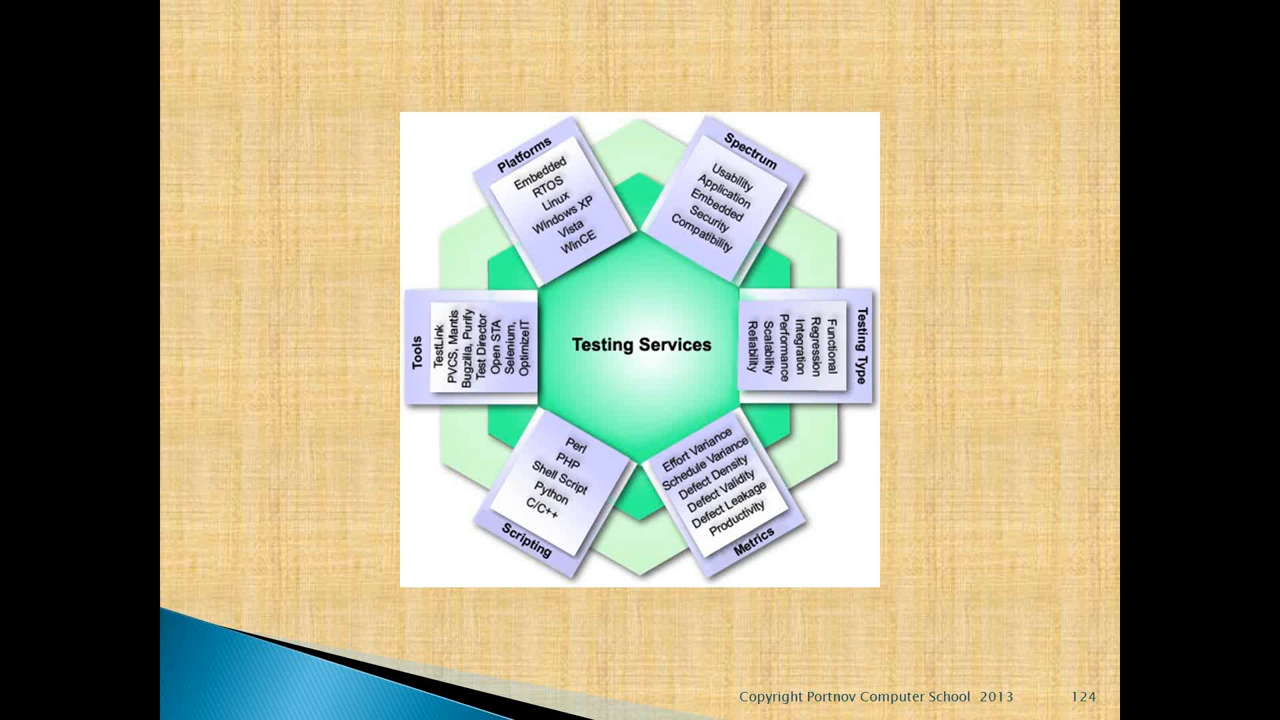 Platforms
Embedded
RTOS
Linux
Windows XP
Vista
WinCE
Spectrum
Usability
Application
Embedded
Security
Compatibility
Tools
TestLink
PVCS, Mantis
Bugzilla, Purify
Test Director
Open STA
Selenium,
OptimizeIT
Testing Services
Testing Type
Functional
Regression
Integration
Performance
Scalability
Reliability
Perl
PHP
Shell Script
Python
C/C++
Scripting
Effort Variance
Schedule Variance
Defect Density
Defect Validity
Defect Leakage
Productivity
Metrics
Copyright Portnov Computer School 2013
124